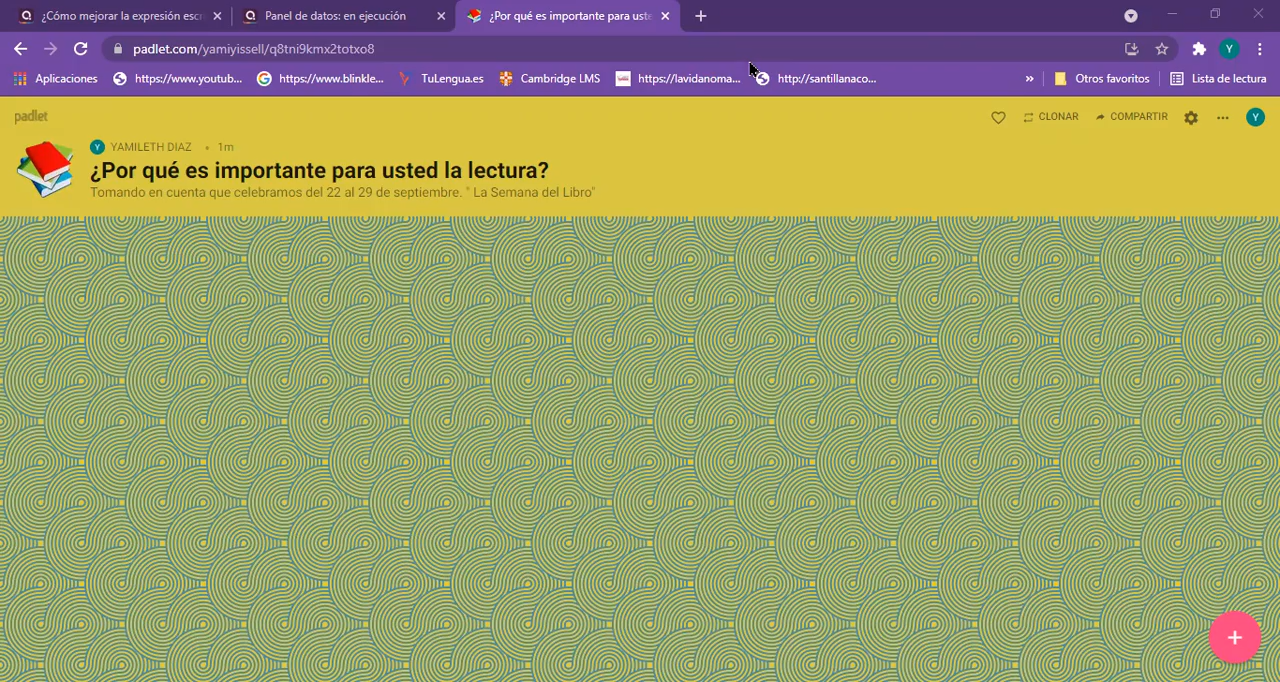 ¿Cómo mejorar la expresión escr
Panel de datos: en ejecución
¿Por qué es importante para uste
padlet.com/yamiyissell/q8tni9kmx2totxo8
Y
Aplicaciones
https://www.youtub...
https://www.blinkle...
TuLengua.es
Cambridge LMS
https://lavidanoma...
http://santillanaco...
»
Otros favoritos
Lista de lectura
padlet
CLONAR
COMPARTIR
Y
Y YAMILETH DIAZ • 1m
¿Por qué es importante para usted la lectura?
Tomando en cuenta que celebramos del 22 al 29 de septiembre. " La Semana del Libro"